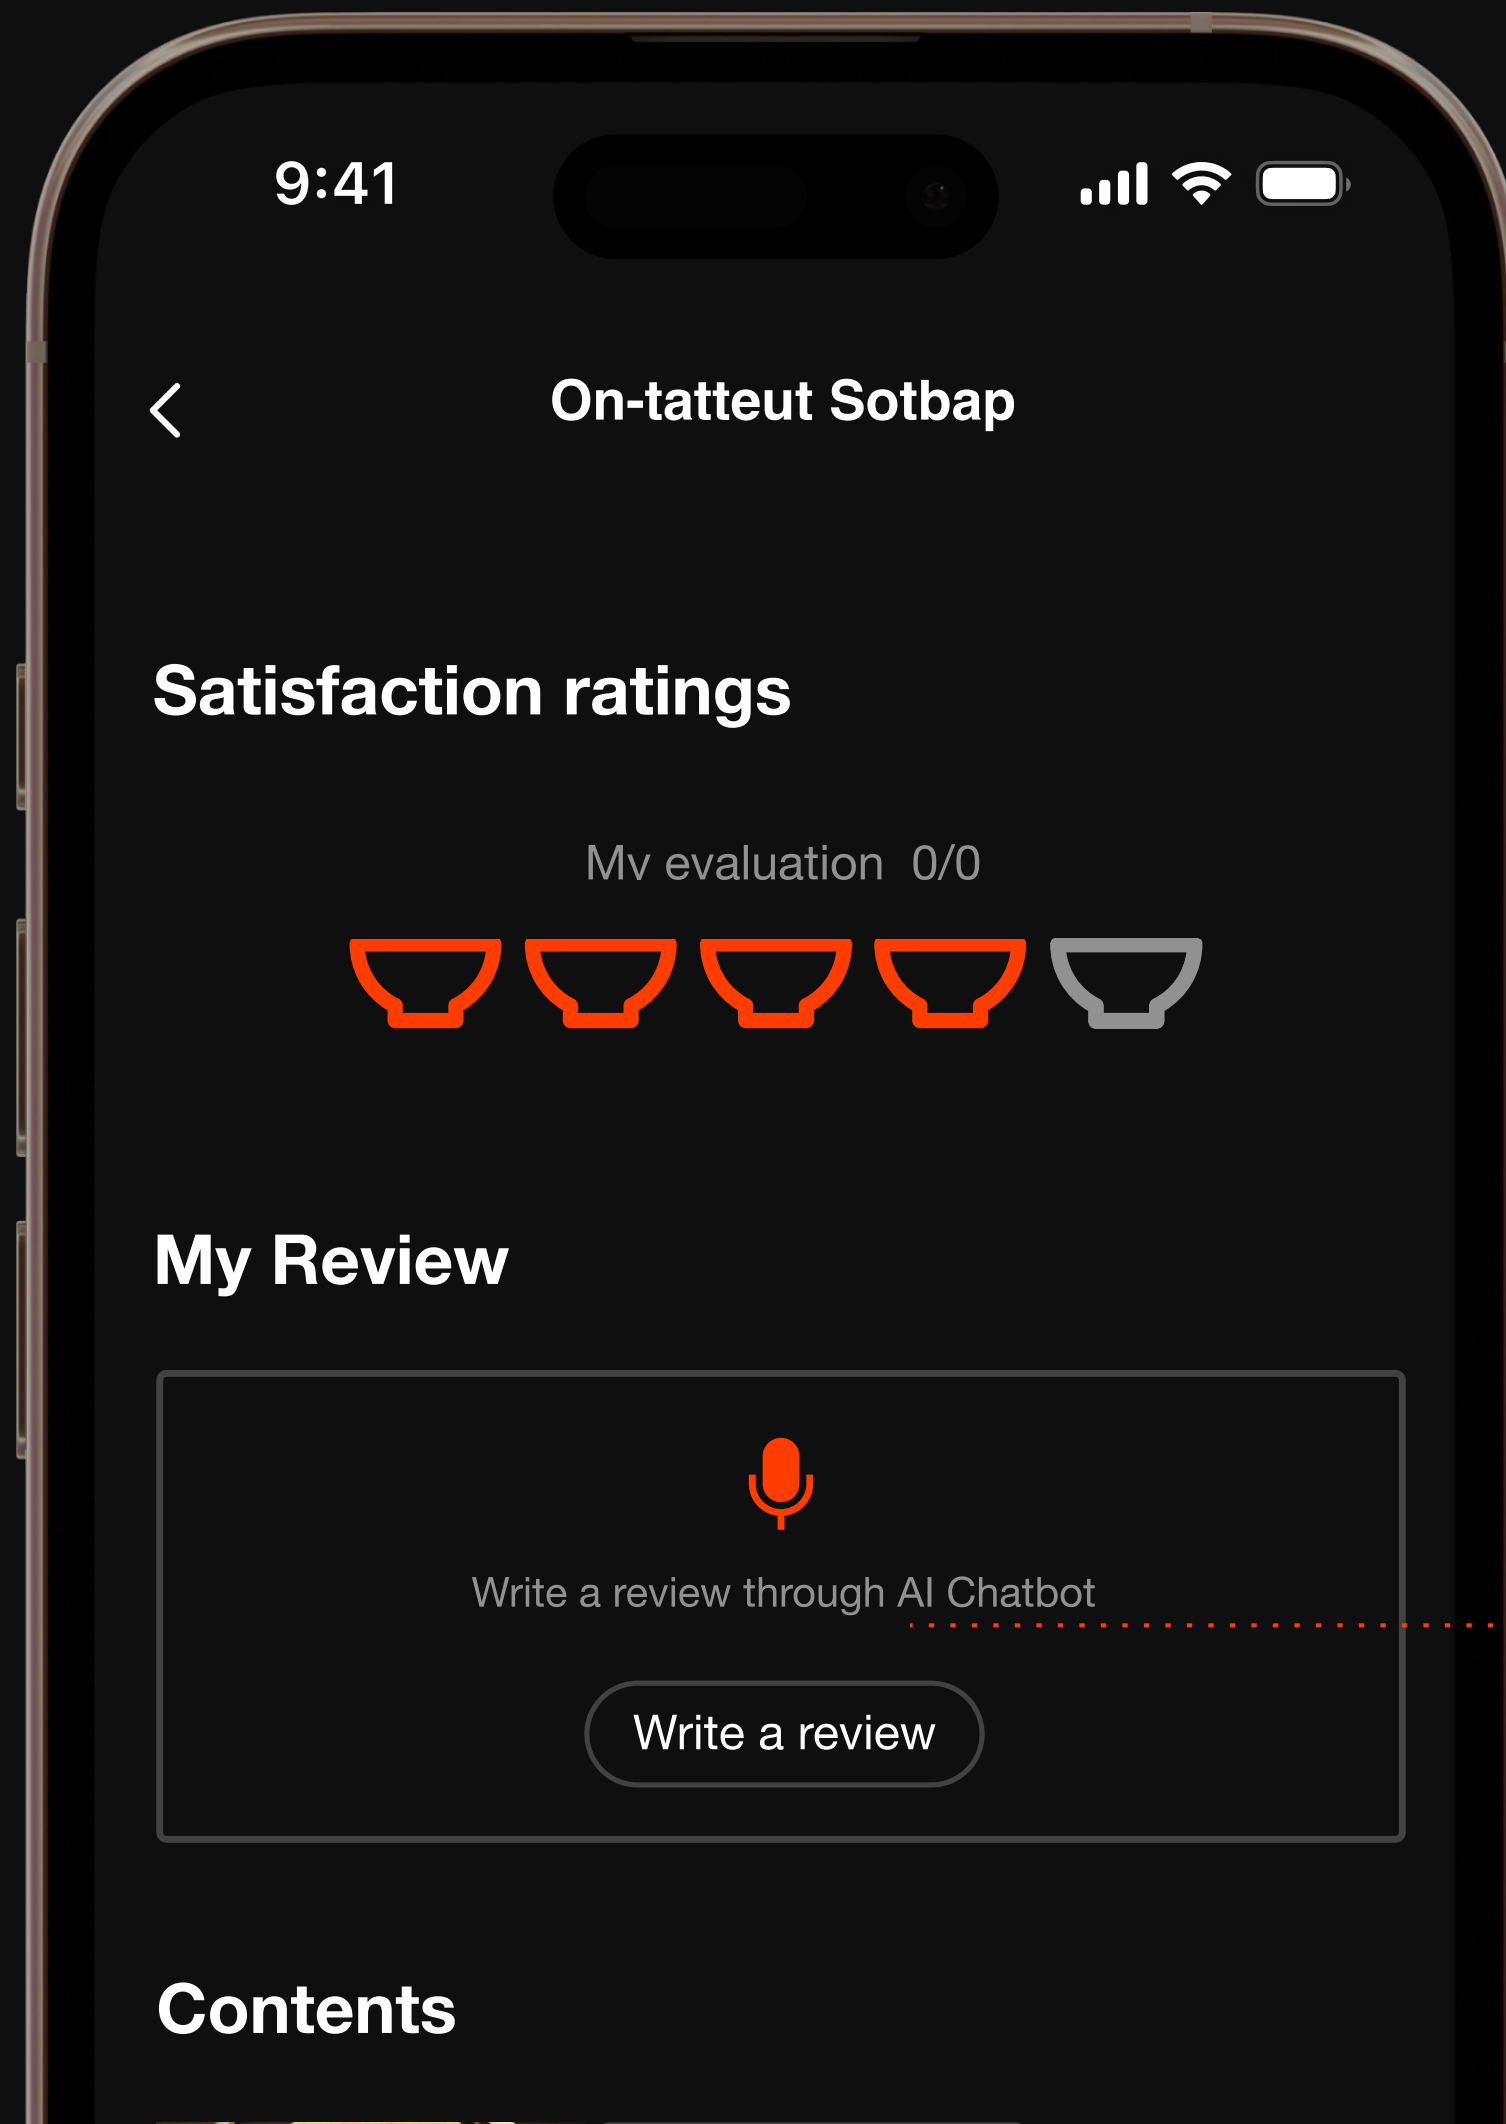 9:41
On-tatteut Sotbap
Satisfaction ratings
Mv evaluation 0/0
My Review
Write a review through AI Chatbot
Write a review
Contents